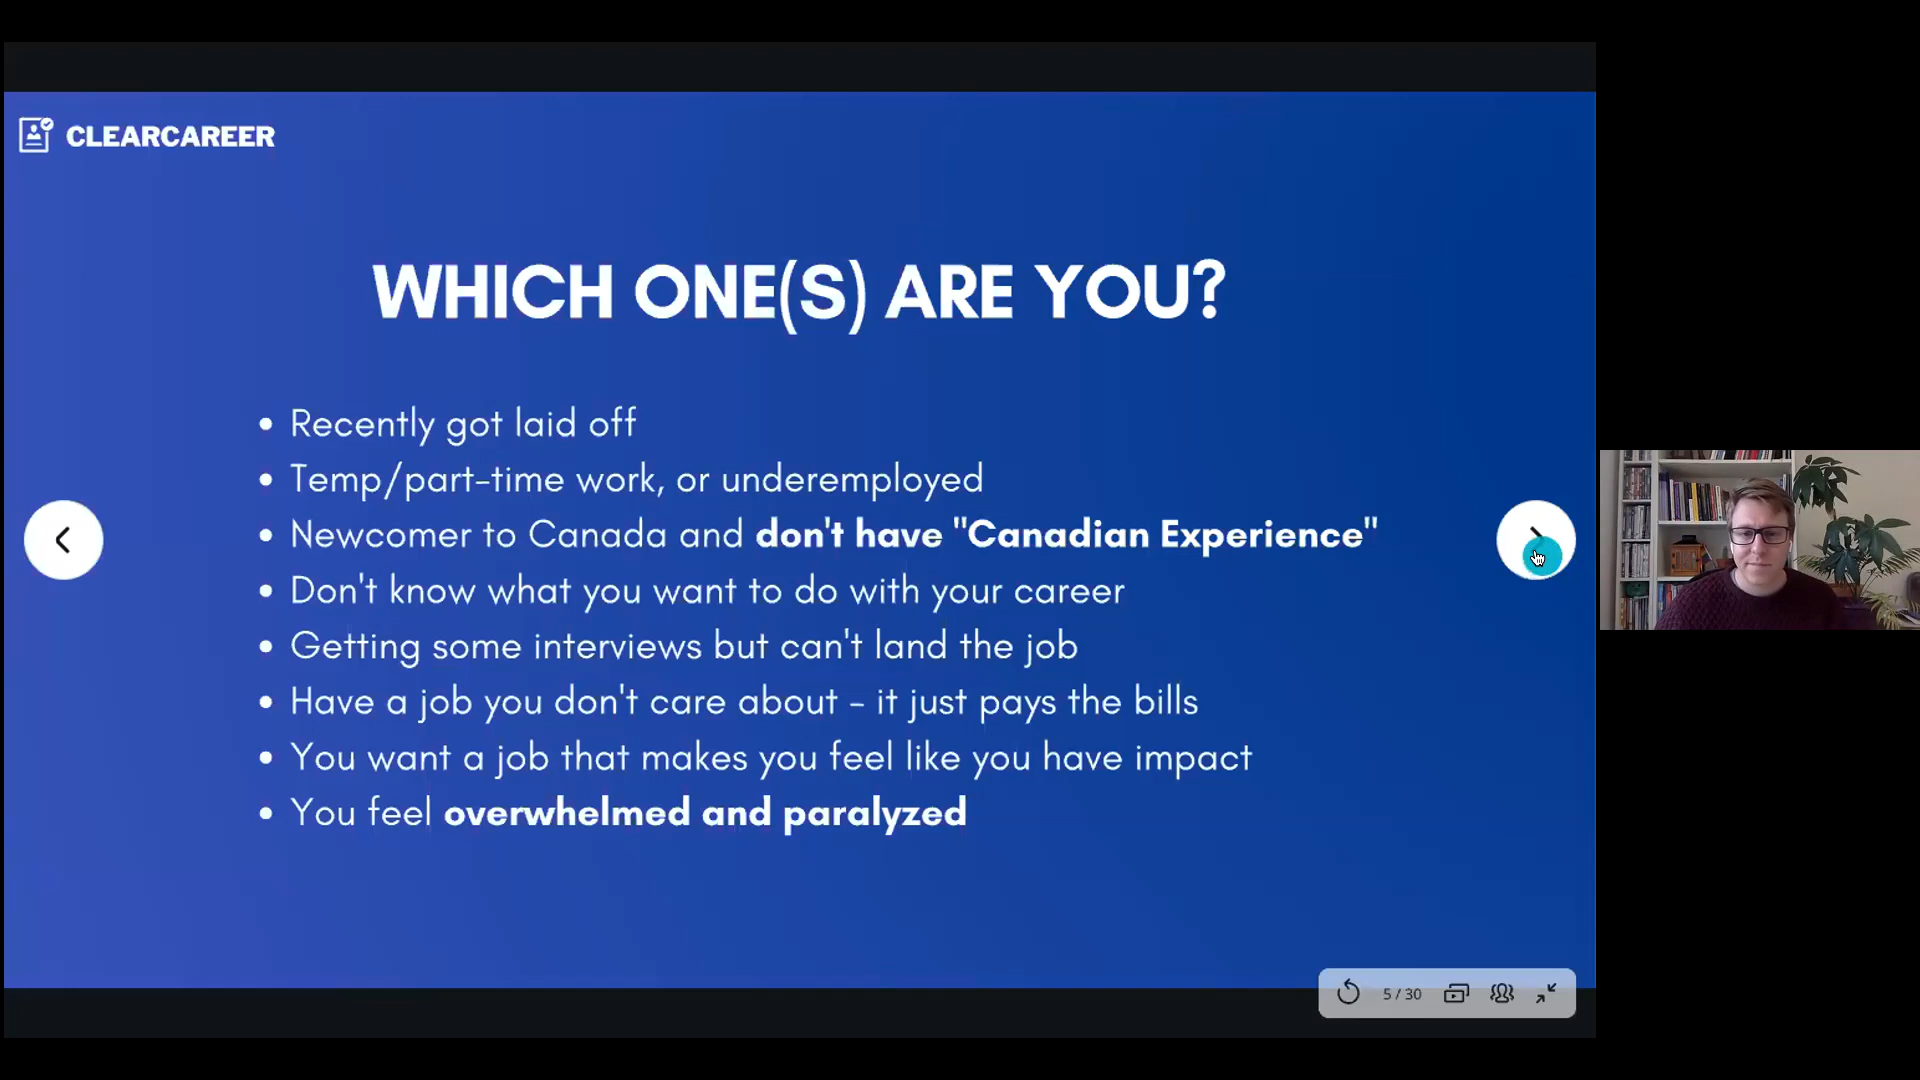 CLEARCAREER
WHICH ONE(S) ARE YOU?
• Recently got laid off
• Temp/part-time work, or underemployed
• Newcomer to Canada and don't have "Canadian Experience"
• Don't know what you want to do with your career
• Getting some interviews but can't land the job
• Have a job you don't care about - it just pays the bills
• You want a job that makes you feel like you have impact
• You feel overwhelmed and paralyzed
5 / 30